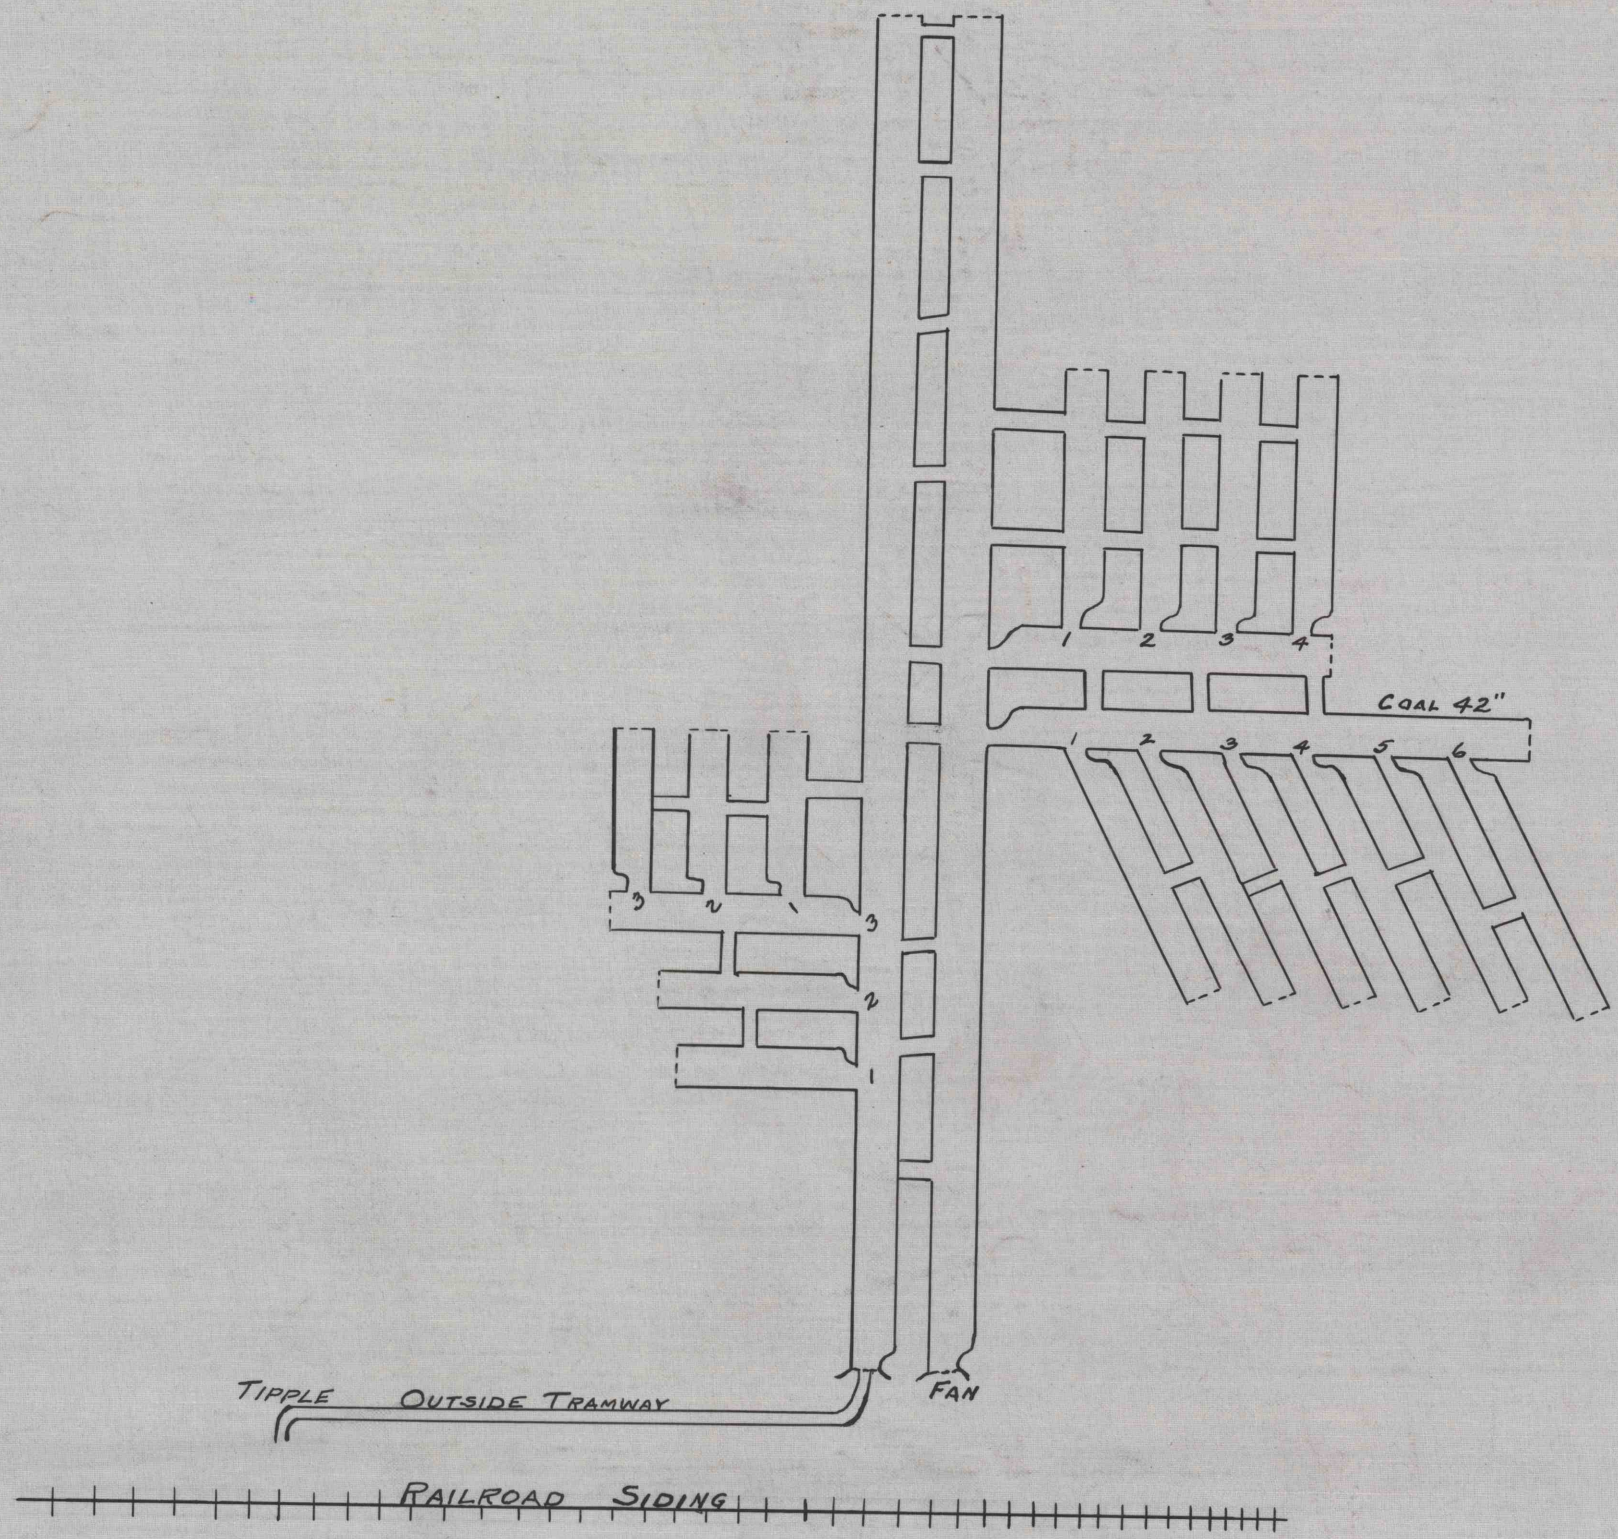 1 2 3 4
COAL 42"
1 2 3 4 5 6
3 2 1 3
2
1
FAN
TIPPLE OUTSIDE TRAMWAY
RAILROAD SIDING